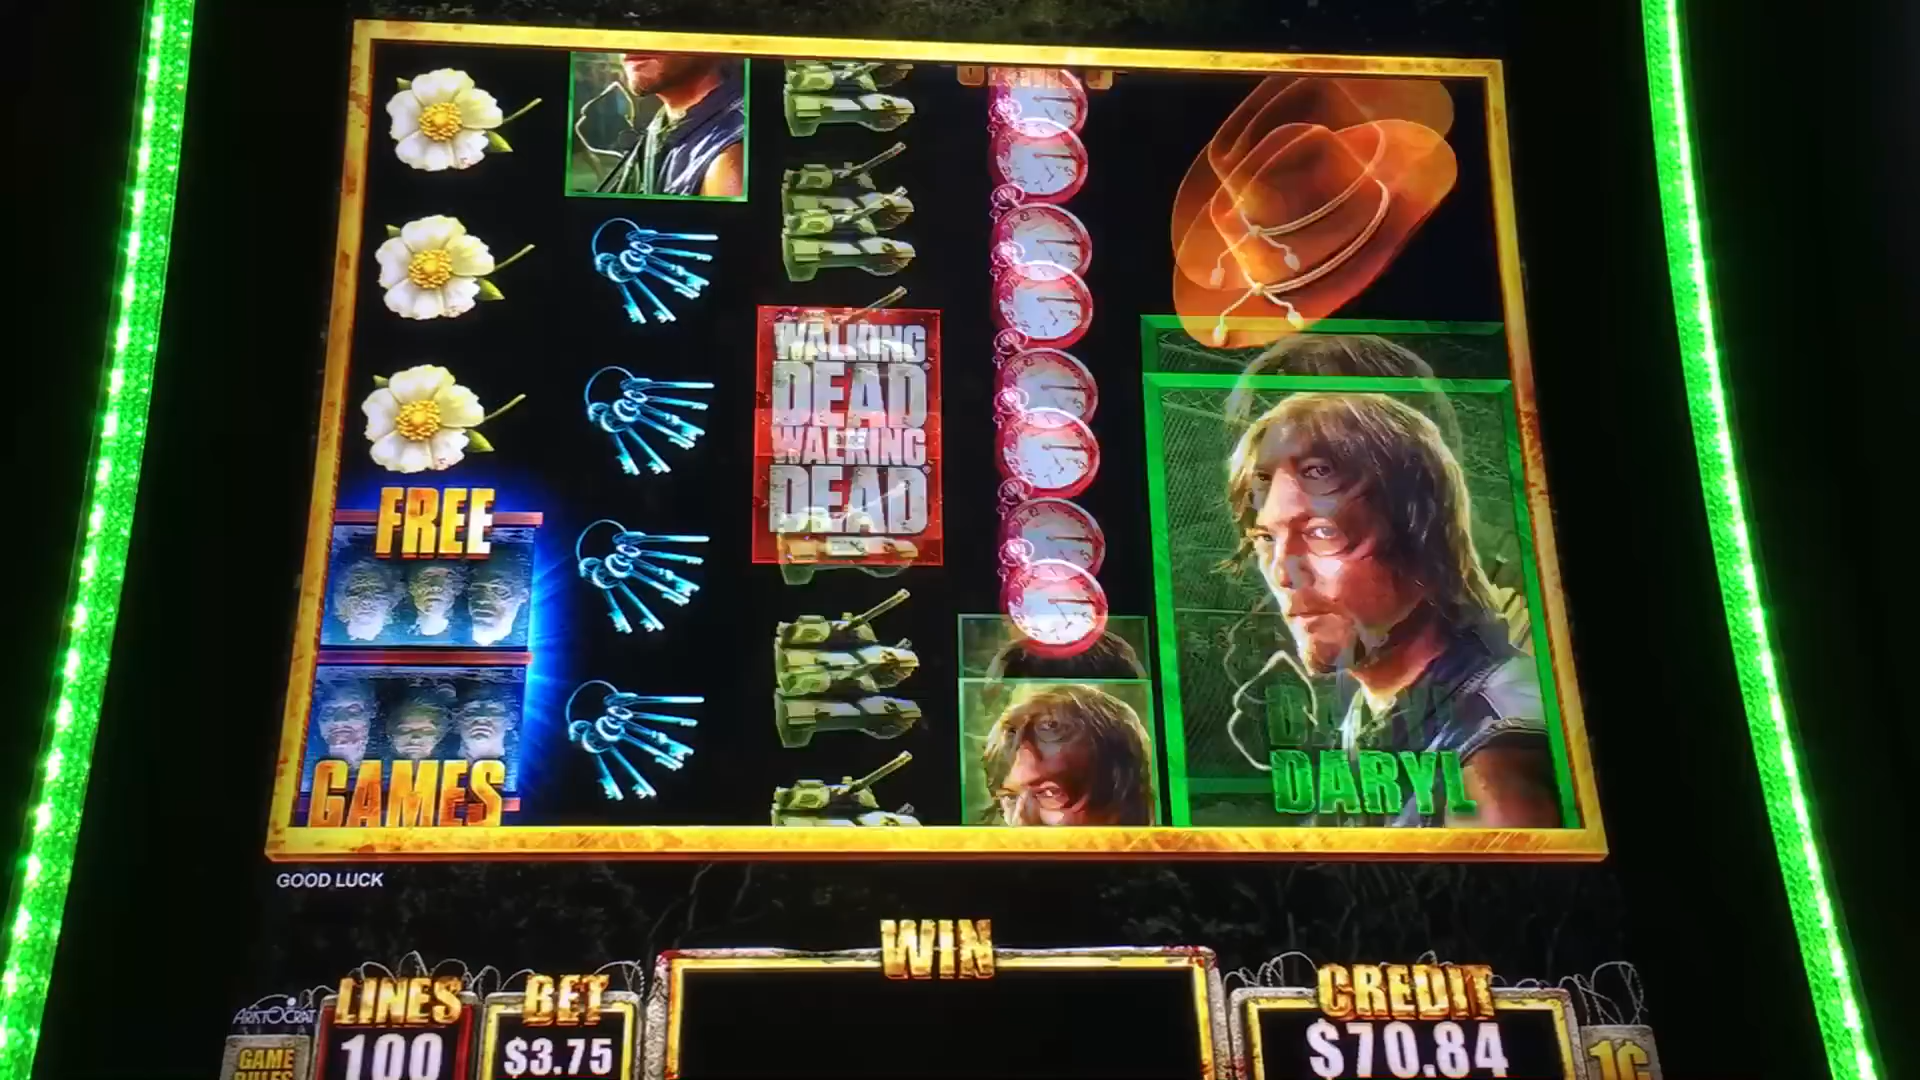 WALKING
DEAD
WALKING
DEAD
FREE
GAMES
DARYL
GOOD LUCK
WIN
LINES
BET
CREDIT
ARISTOCRAT
GAME
RULES
100
$3.75
$70.84
1¢